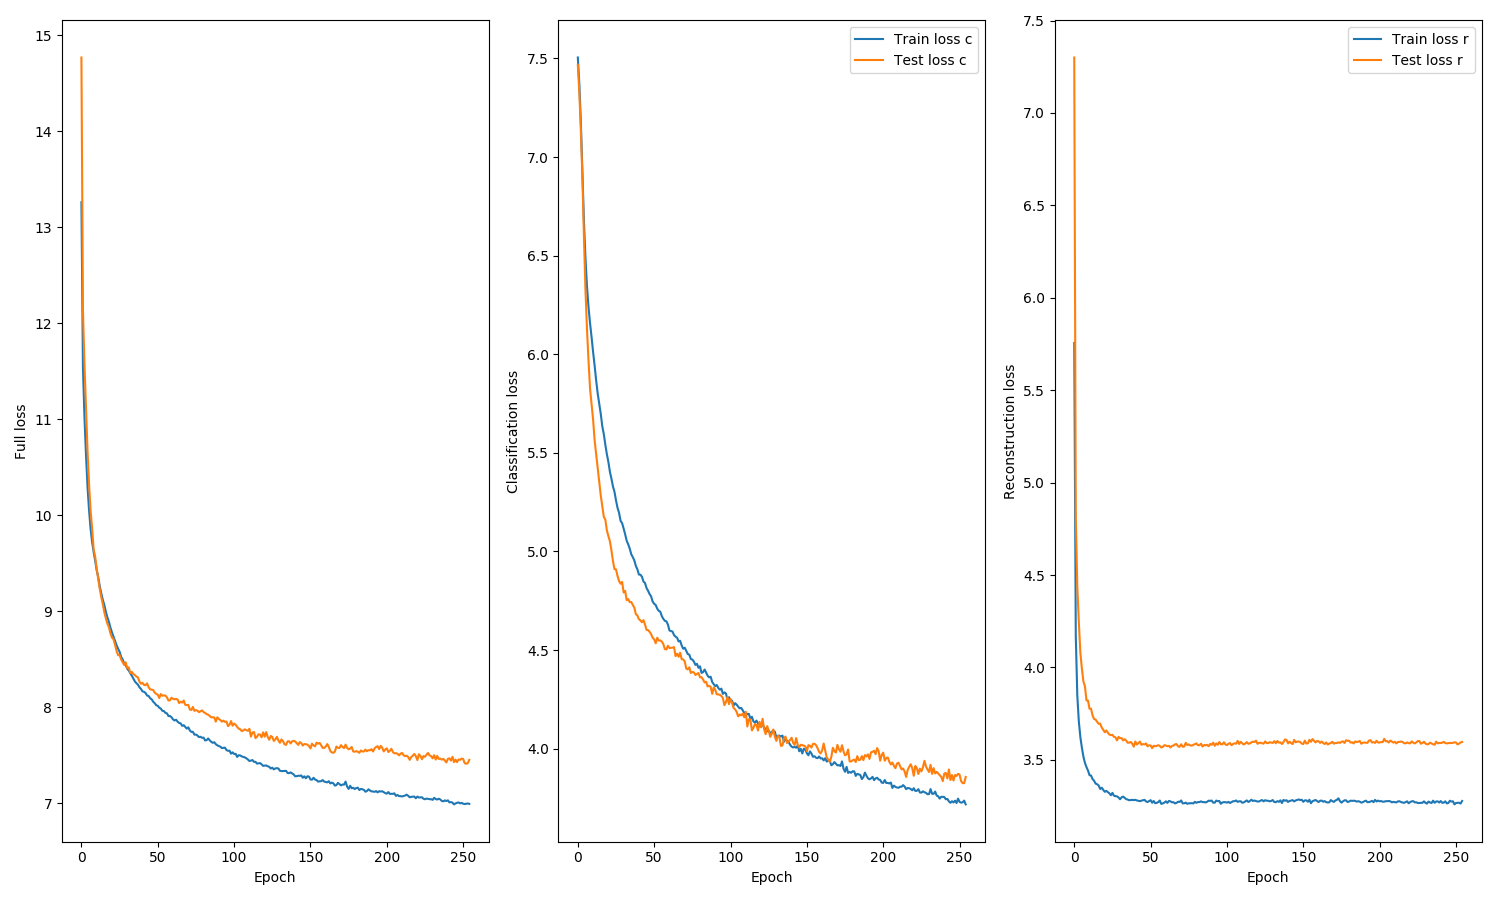 15
14
13
12
11
10
9
8
7
Full loss
0 50 100 150 200 250
Epoch
Train loss c
Test loss c
7.5
7.0
6.5
6.0
5.5
5.0
4.5
4.0
Classification loss
0 50 100 150 200 250
Epoch
Train loss r
Test loss r
7.5
7.0
6.5
6.0
5.5
5.0
4.5
4.0
3.5
Reconstruction loss
0 50 100 150 200 250
Epoch